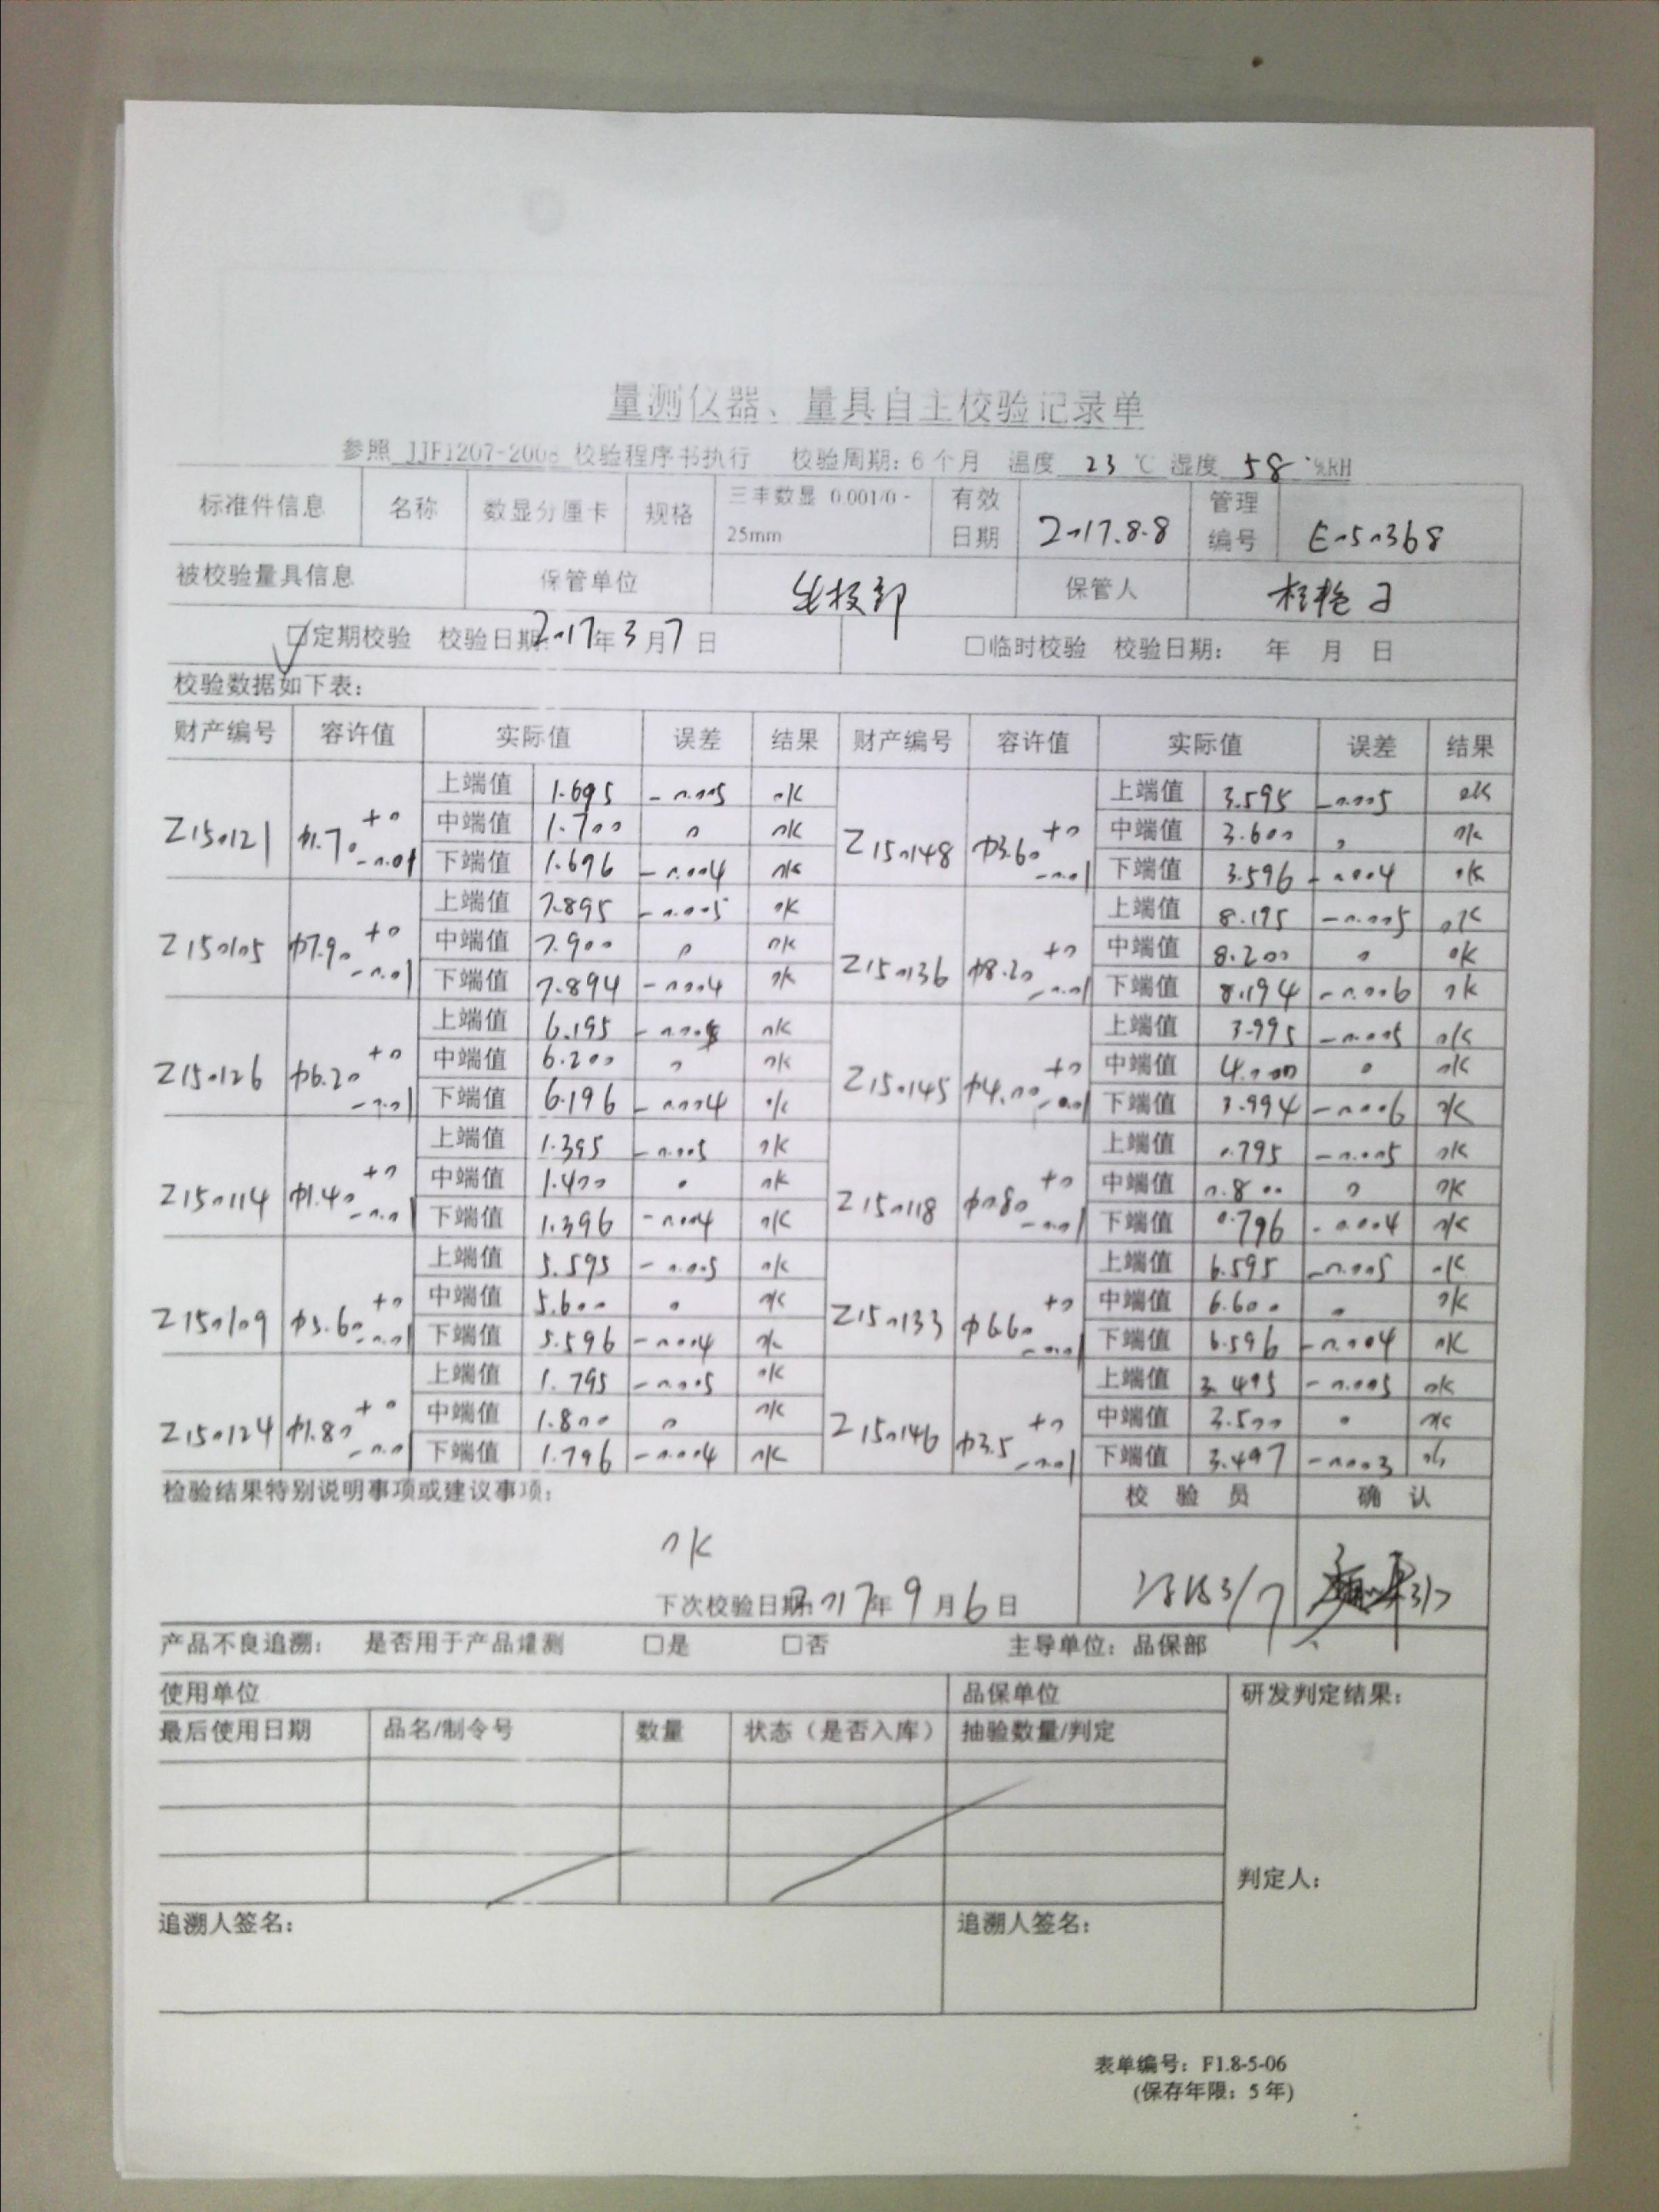 量测仪器、量具自主校验记录单
参照 JJF1207-2008 校验程序书执行 校验周期：6 个月 温度 23 ℃ 湿度 58 %RH
标准件信息 名称 数显分厘卡 规格 三丰数显 0.001/0-25mm 有效日期 2017.8.8 管理编号 E050368
被校验量具信息 保管单位 生技部 保管人
□定期校验 校验日期：2017年3月7日 □临时校验 校验日期： 年 月 日
校验数据如下表：
财产编号 容许值 实际值 误差 结果 财产编号 容许值 实际值 误差 结果
Z150121 φ1.70 +0 -0.01 上端值 1.695 -0.005 OK Z150148 φ3.60 +0 -0.01 上端值 3.595 -0.005 OK
中端值 1.700 0 OK 中端值 3.600 0 OK
下端值 1.696 -0.004 OK 下端值 3.596 -0.004 OK
Z150105 φ7.90 +0 -0.01 上端值 7.895 -0.005 OK Z150136 φ8.20 +0 -0.01 上端值 8.195 -0.005 OK
中端值 7.900 0 OK 中端值 8.200 0 OK
下端值 7.894 -0.004 OK 下端值 8.194 -0.006 OK
Z150126 φ6.20 +0 -0.01 上端值 6.195 -0.005 OK Z150145 φ4.00 +0 -0.01 上端值 3.995 -0.005 OK
中端值 6.200 0 OK 中端值 4.000 0 OK
下端值 6.196 -0.004 OK 下端值 3.994 -0.006 OK
Z150114 φ1.40 +0 -0.01 上端值 1.395 -0.005 OK Z150118 φ0.80 +0 -0.01 上端值 0.795 -0.005 OK
中端值 1.400 0 OK 中端值 0.800 0 OK
下端值 1.396 -0.004 OK 下端值 0.796 -0.004 OK
Z150109 φ5.60 +0 -0.01 上端值 5.595 -0.005 OK Z150133 φ6.60 +0 -0.01 上端值 6.595 -0.005 OK
中端值 5.600 0 OK 中端值 6.600 0 OK
下端值 5.596 -0.004 OK 下端值 6.596 -0.004 OK
Z150124 φ1.80 +0 -0.01 上端值 1.795 -0.005 OK Z150146 φ3.5 +0 -0.01 上端值 3.495 -0.005 OK
中端值 1.800 0 OK 中端值 3.500 0 OK
下端值 1.796 -0.004 OK 下端值 3.497 -0.003 OK
检验结果特别说明事项或建议事项： 校 验 员 确 认
OK
下次校验日期：2017年9月6日 3/7 3/7
产品不良追溯： 是否用于产品量测 □是 □否 主导单位：品保部
使用单位 品保单位 研发判定结果：
最后使用日期 品名/制令号 数量 状态（是否入库） 抽验数量/判定
判定人：
追溯人签名： 追溯人签名：
表单编号：F1.8-5-06
(保存年限：5 年)